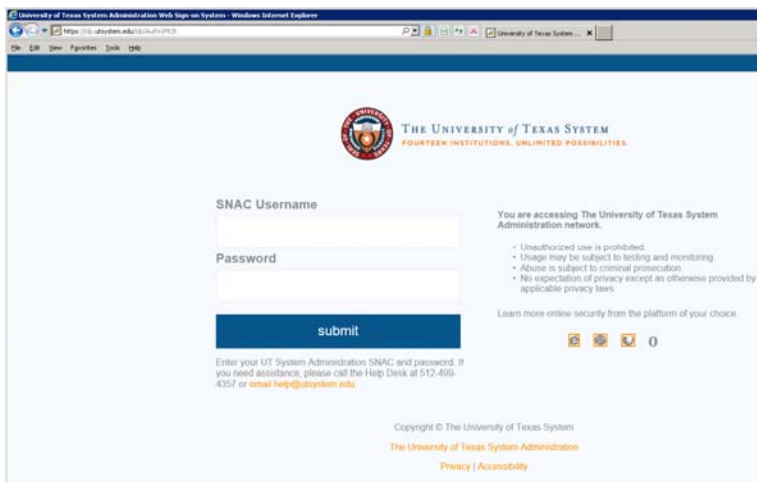 University of Texas System Administration Web Sign-on System - Windows Internet Explorer
University of Texas System ...
File Edit View Favorites Tools Help
SEAL OF THE UNIVERSITY OF TEXAS
THE UNIVERSITY of TEXAS SYSTEM
FOURTEEN INSTITUTIONS. UNLIMITED POSSIBILITIES.
SNAC Username
Password
submit
Enter your UT System Administration SNAC and password. If
you need assistance, please call the Help Desk at 512-499-
4357 or email help@utsystem.edu
You are accessing The University of Texas System
Administration network.
• Unauthorized use is prohibited.
• Usage may be subject to testing and monitoring.
• Abuse is subject to criminal prosecution.
• No expectation of privacy except as otherwise provided by
applicable privacy laws.
Learn more online security from the platform of your choice.
Copyright © The University of Texas System
The University of Texas System Administration
Privacy | Accessibility